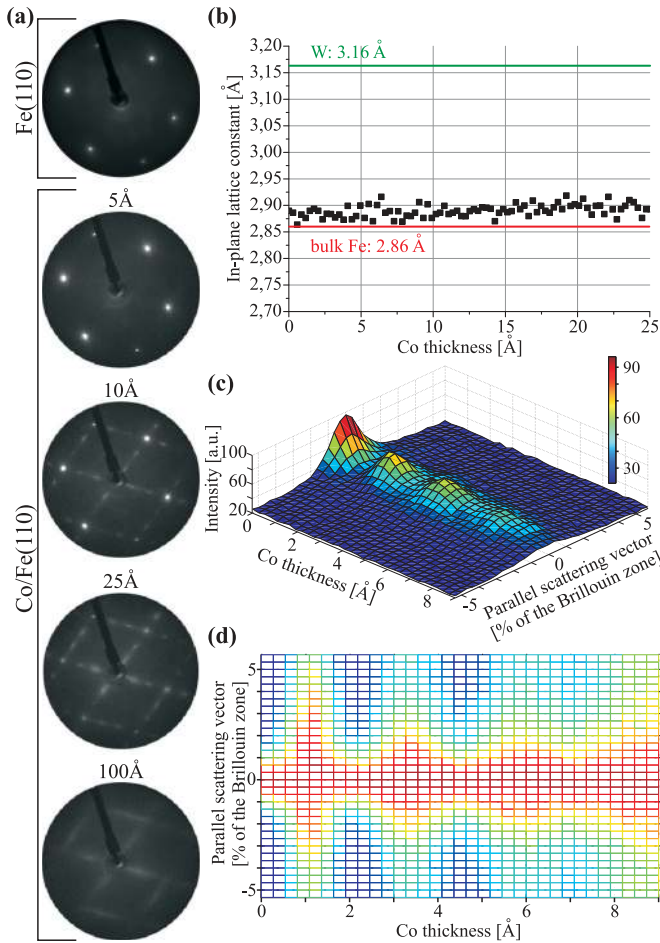 (a)
Fe(110)
Co/Fe(110)
5Å
10Å
25Å
100Å
(b)
In-plane lattice constant [Å]
3,20
3,15
3,10
3,05
3,00
2,95
2,90
2,85
2,80
2,75
2,70
W: 3.16 Å
bulk Fe: 2.86 Å
0 5 10 15 20 25
Co thickness [Å]
(c)
Intensity [a.u.]
100
60
20
0 2 4 6 8
Co thickness [Å]
-5 0 5
Parallel scattering vector
[% of the Brillouin zone]
90
60
30
(d)
Parallel scattering vector
[% of the Brillouin zone]
5
0
-5
0 2 4 6 8
Co thickness [Å]